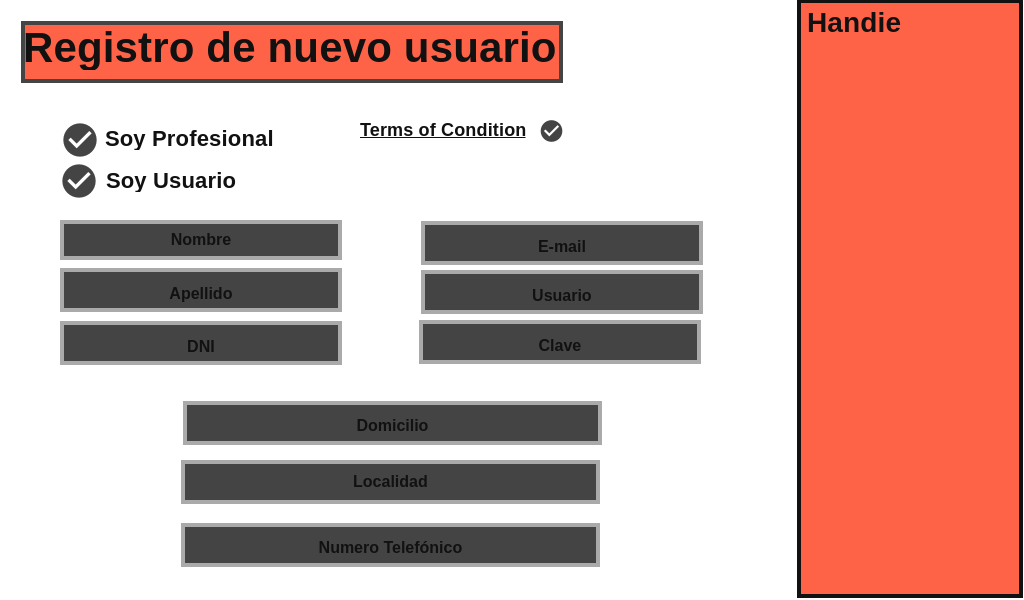 Registro de nuevo usuario
Handie
Soy Profesional
Terms of Condition
Soy Usuario
Nombre
E-mail
Apellido
Usuario
DNI
Clave
Domicilio
Localidad
Numero Telefónico